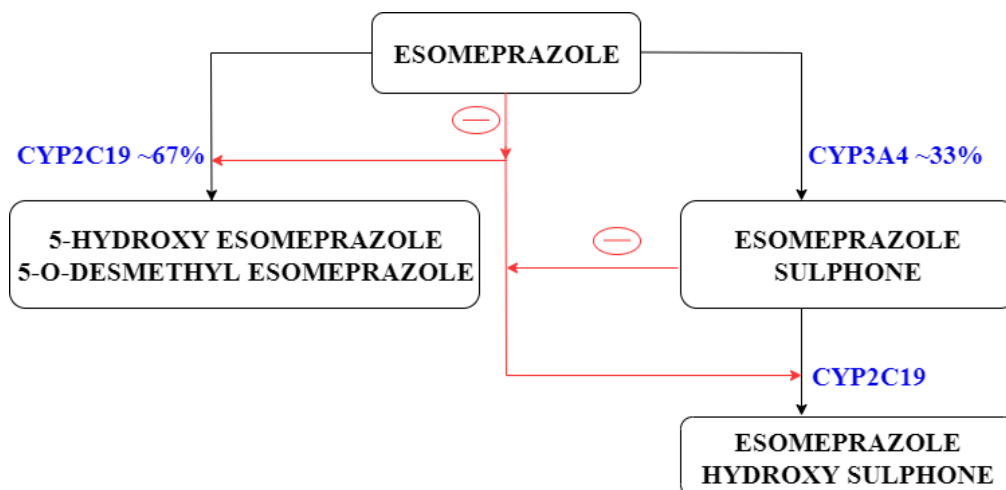 ESOMEPRAZOLE
CYP2C19 ~67%
CYP3A4 ~33%
5-HYDROXY ESOMEPRAZOLE
5-O-DESMETHYL ESOMEPRAZOLE
ESOMEPRAZOLE
SULPHONE
CYP2C19
ESOMEPRAZOLE
HYDROXY SULPHONE